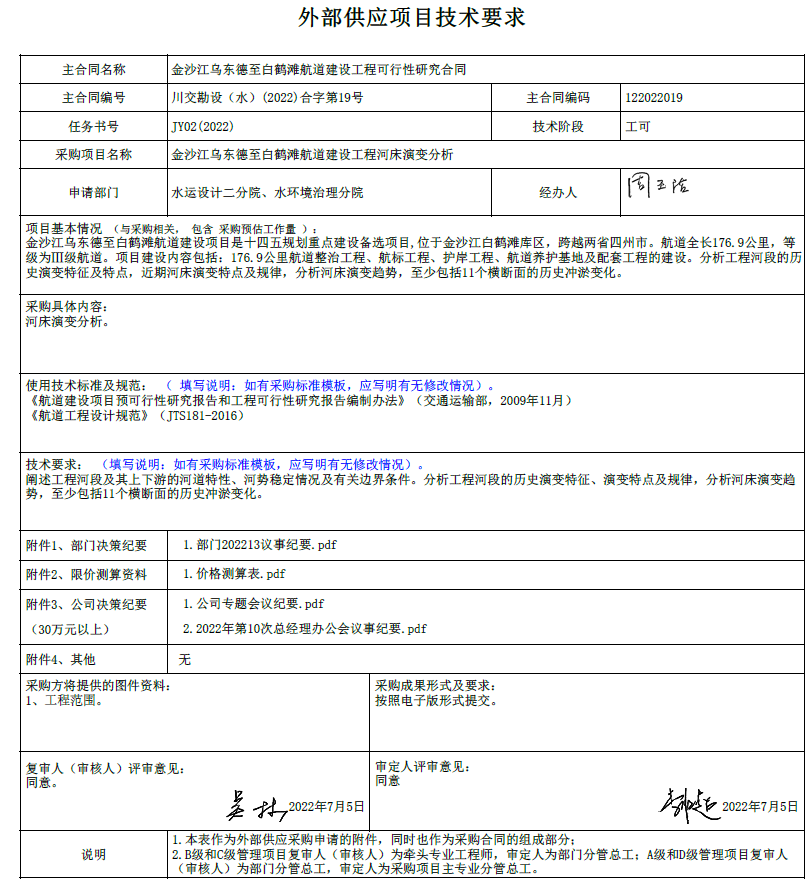 外部供应项目技术要求
主合同名称 金沙江乌东德至白鹤滩航道建设工程可行性研究合同
主合同编号 川交勘设（水）(2022)合字第19号 主合同编码 122022019
任务书号 JY02(2022) 技术阶段 工可
采购项目名称 金沙江乌东德至白鹤滩航道建设工程河床演变分析
申请部门 水运设计二分院、水环境治理分院 经办人
项目基本情况 （与采购相关， 包含 采购预估工作量 ）：
金沙江乌东德至白鹤滩航道建设项目是十四五规划重点建设备选项目,位于金沙江白鹤滩库区，跨越两省四州市。航道全长176.9公里，等
级为Ⅲ级航道。项目建设内容包括：176.9公里航道整治工程、航标工程、护岸工程、航道养护基地及配套工程的建设。分析工程河段的历
史演变特征及特点，近期河床演变特点及规律，分析河床演变趋势，至少包括11个横断面的历史冲淤变化。
采购具体内容：
河床演变分析。
使用技术标准及规范： （ 填写说明：如有采购标准模板，应写明有无修改情况）。
《航道建设项目预可行性研究报告和工程可行性研究报告编制办法》（交通运输部，2009年11月）
《航道工程设计规范》（JTS181-2016）
技术要求： （填写说明：如有采购标准模板，应写明有无修改情况）。
阐述工程河段及其上下游的河道特性、河势稳定情况及有关边界条件。分析工程河段的历史演变特征、演变特点及规律，分析河床演变趋
势，至少包括11个横断面的历史冲淤变化。
附件1、部门决策纪要 1.部门202213议事纪要.pdf
附件2、限价测算资料 1.价格测算表.pdf
附件3、公司决策纪要 1.公司专题会议纪要.pdf
（30万元以上） 2.2022年第10次总经理办公会议事纪要.pdf
附件4、其他 无
采购方将提供的图件资料： 采购成果形式及要求：
1、工程范围。 按照电子版形式提交。
复审人（审核人）评审意见： 审定人评审意见：
同意。 同意
2022年7月5日 2022年7月5日
说明
1.本表作为外部供应采购申请的附件，同时也作为采购合同的组成部分；
2.B级和C级管理项目复审人（审核人）为牵头专业工程师，审定人为部门分管总工；A级和D级管理项目复审人
（审核人）为部门分管总工，审定人为采购项目主专业分管总工。